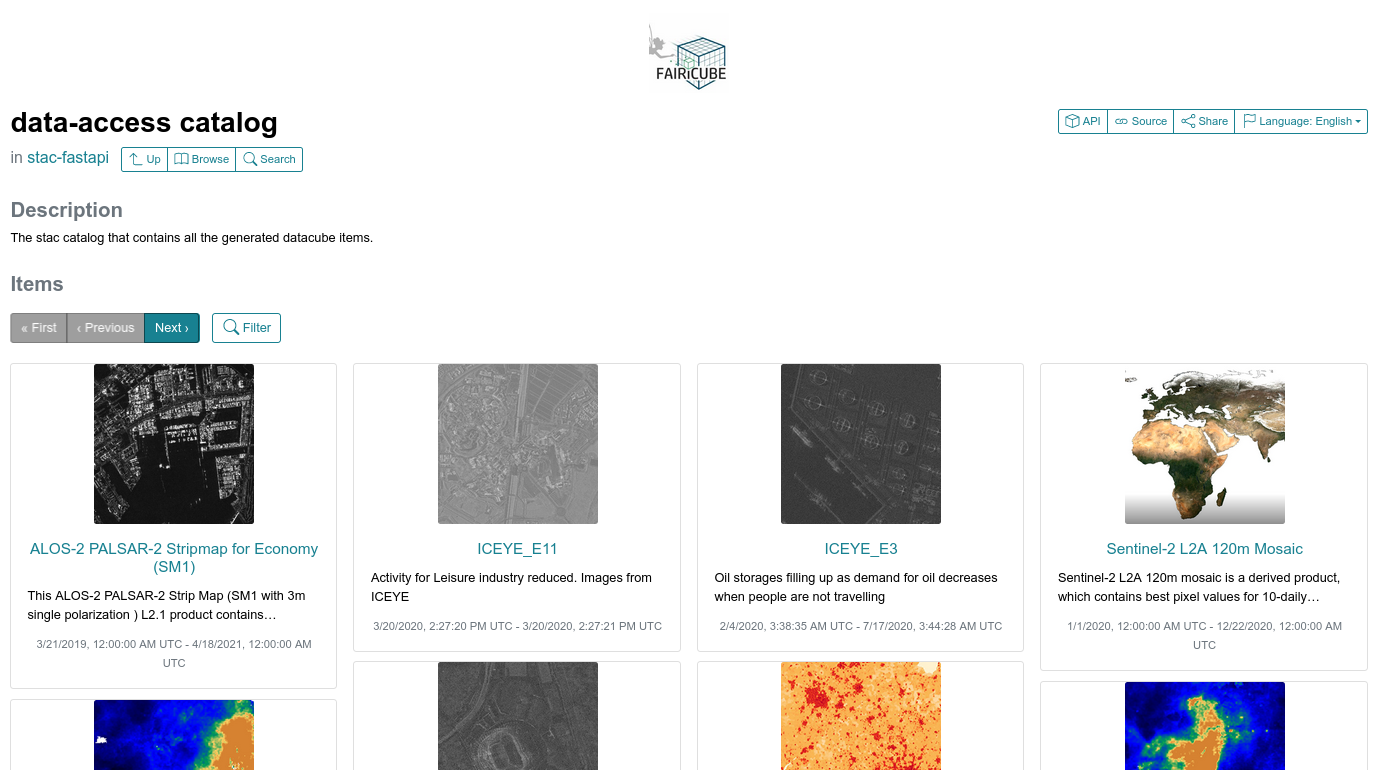 FAIRiCUBE
data-access catalog
API Source Share Language: English
in stac-fastapi Up Browse Search
Description
The stac catalog that contains all the generated datacube items.
Items
« First ‹ Previous Next › Filter
ALOS-2 PALSAR-2 Stripmap for Economy
(SM1)
This ALOS-2 PALSAR-2 Strip Map (SM1 with 3m
single polarization ) L2.1 product contains…
3/21/2019, 12:00:00 AM UTC - 4/18/2021, 12:00:00 AM
UTC
ICEYE_E11
Activity for Leisure industry reduced. Images from
ICEYE
3/20/2020, 2:27:20 PM UTC - 3/20/2020, 2:27:21 PM UTC
ICEYE_E3
Oil storages filling up as demand for oil decreases
when people are not travelling
2/4/2020, 3:38:35 AM UTC - 7/17/2020, 3:44:28 AM UTC
Sentinel-2 L2A 120m Mosaic
Sentinel-2 L2A 120m mosaic is a derived product,
which contains best pixel values for 10-daily…
1/1/2020, 12:00:00 AM UTC - 12/22/2020, 12:00:00 AM
UTC